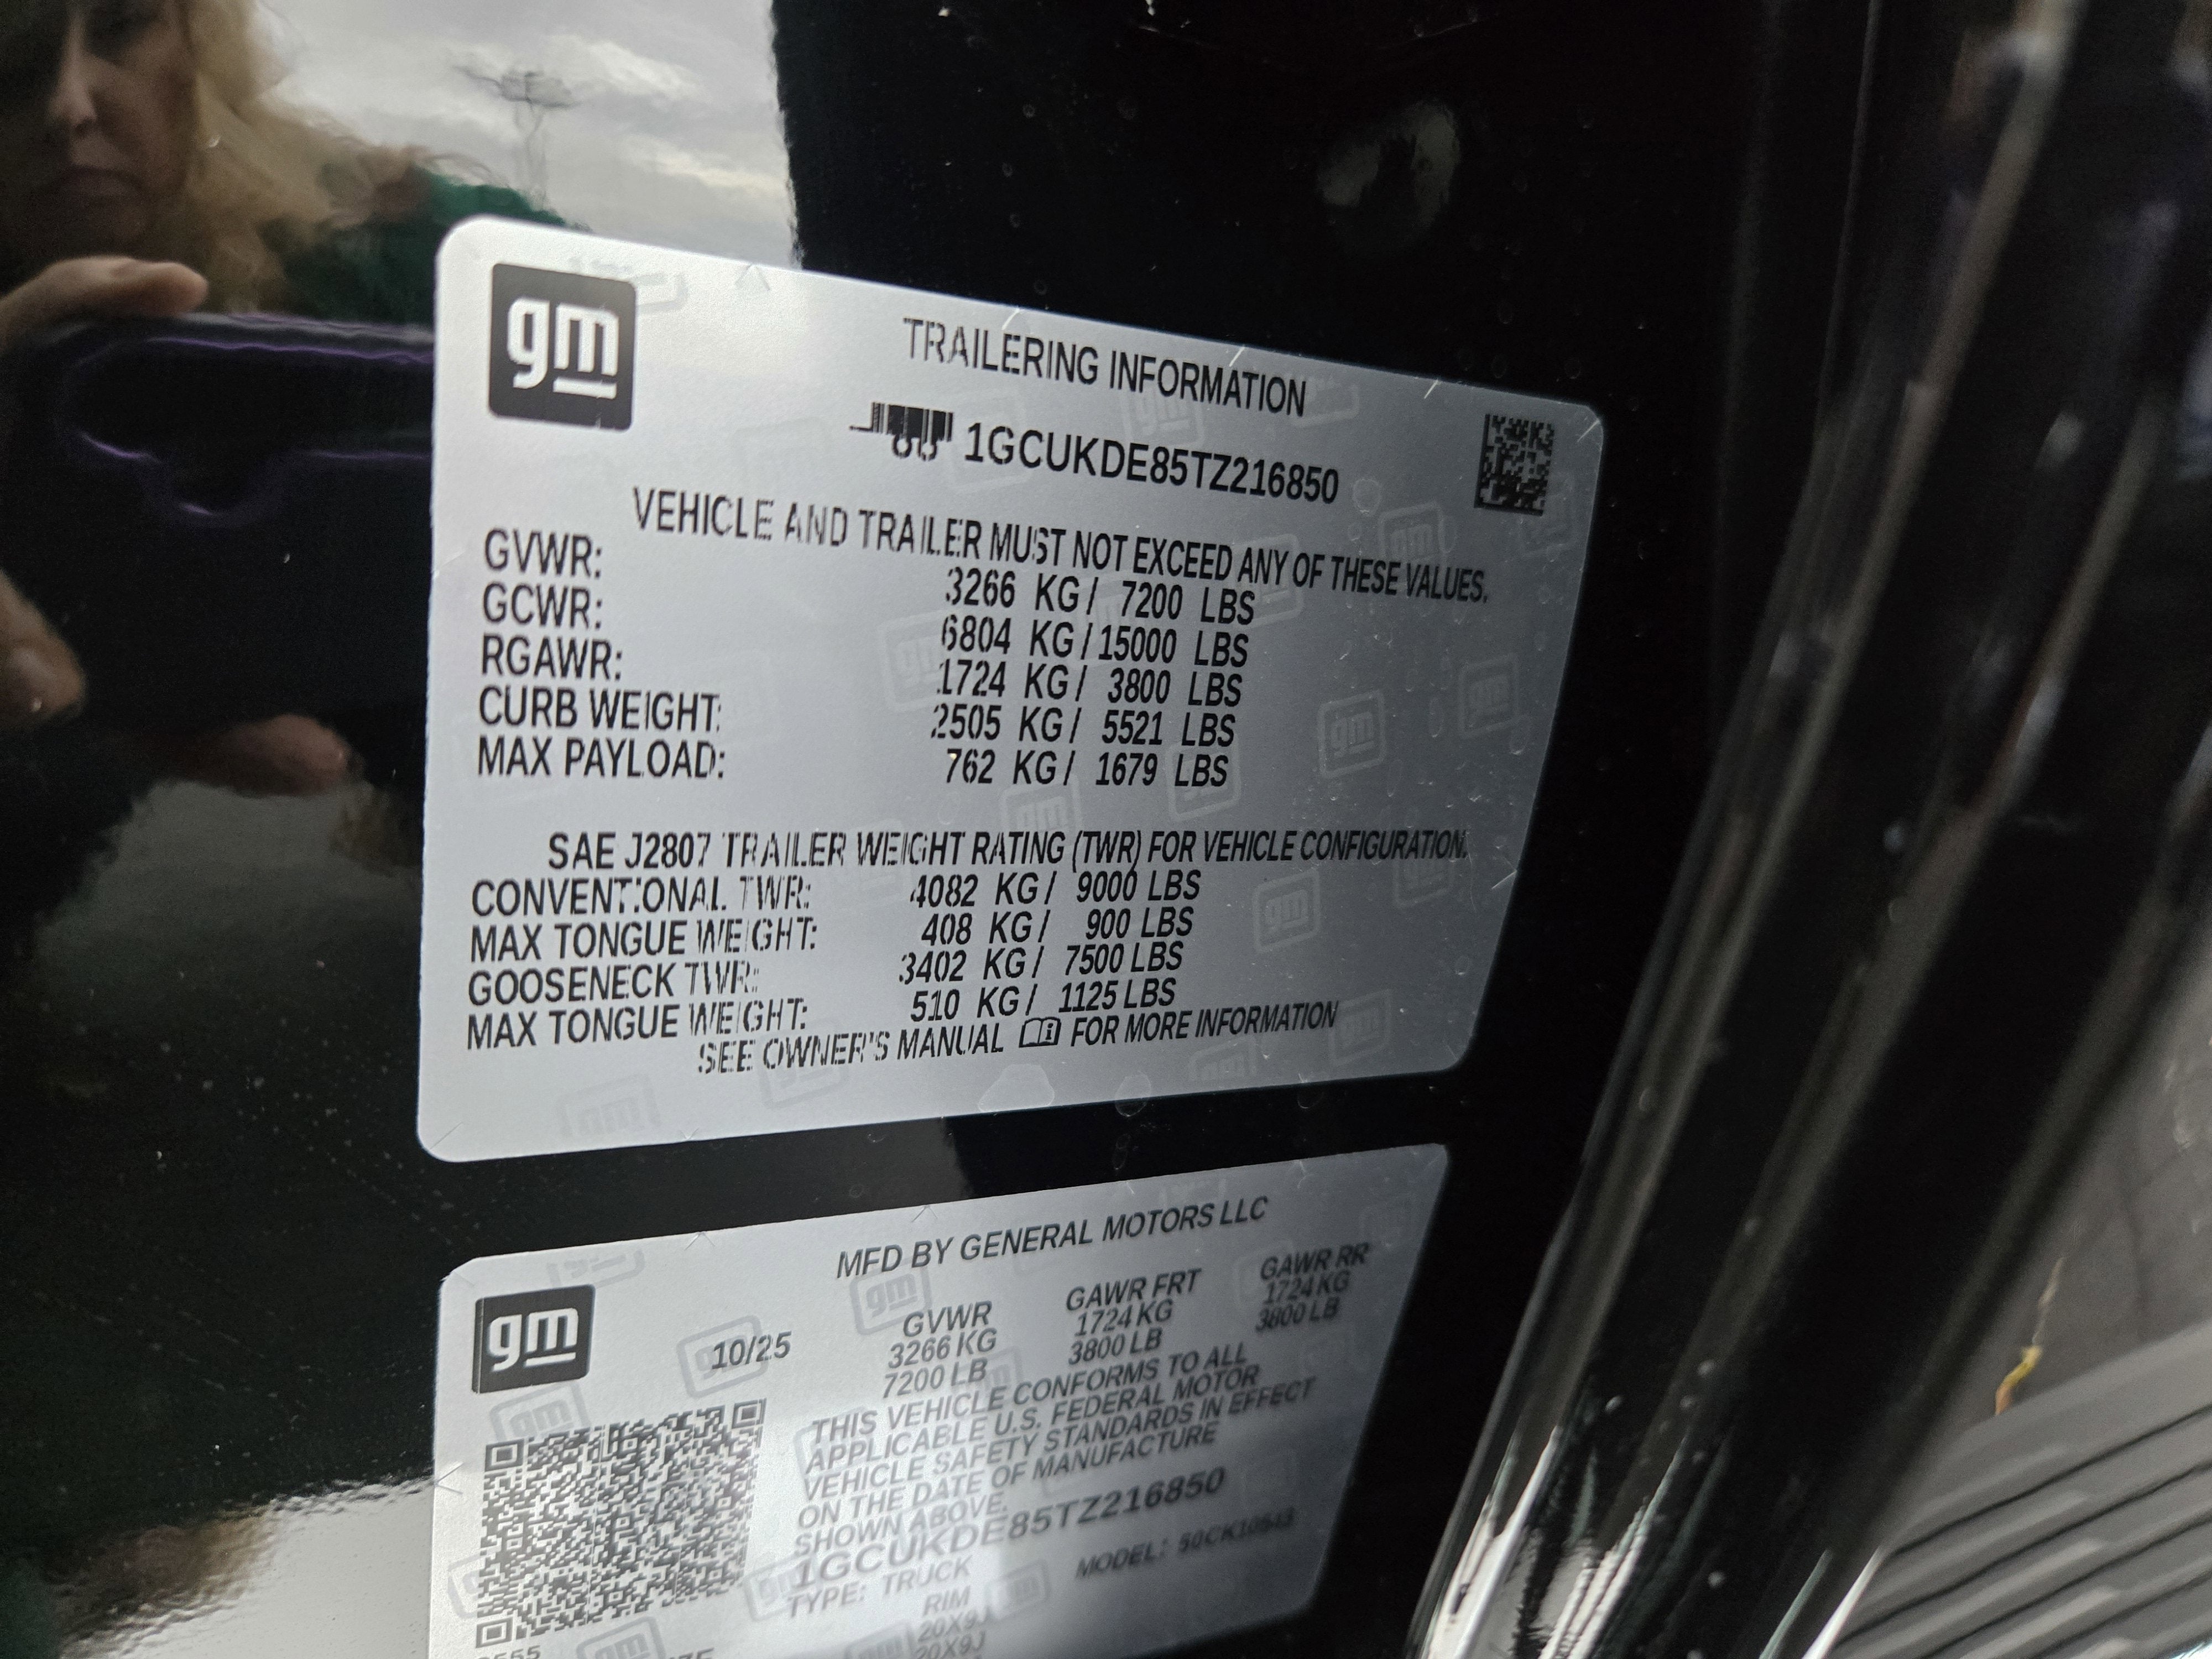 gm
TRAILERING INFORMATION
1GCUKDE85TZ216850
VEHICLE AND TRAILER MUST NOT EXCEED ANY OF THESE VALUES.
GVWR: 3266 KG / 7200 LBS
GCWR: 6804 KG / 15000 LBS
RGAWR: 1724 KG / 3800 LBS
CURB WEIGHT: 2505 KG / 5521 LBS
MAX PAYLOAD: 762 KG / 1679 LBS
SAE J2807 TRAILER WEIGHT RATING (TWR) FOR VEHICLE CONFIGURATION.
CONVENTIONAL TWR: 4082 KG / 9000 LBS
MAX TONGUE WEIGHT: 408 KG / 900 LBS
GOOSENECK TWR: 3402 KG / 7500 LBS
MAX TONGUE WEIGHT: 510 KG / 1125 LBS
SEE OWNER'S MANUAL FOR MORE INFORMATION
gm
MFD BY GENERAL MOTORS LLC
10/25 GVWR GAWR FRT GAWR RR
3266 KG 1724 KG 1724 KG
7200 LB 3800 LB 3800 LB
THIS VEHICLE CONFORMS TO ALL
APPLICABLE U.S. FEDERAL MOTOR
VEHICLE SAFETY STANDARDS IN EFFECT
ON THE DATE OF MANUFACTURE
SHOWN ABOVE.
1GCUKDE85TZ216850
TYPE: TRUCK MODEL:
RIM
20X9J
20X9J